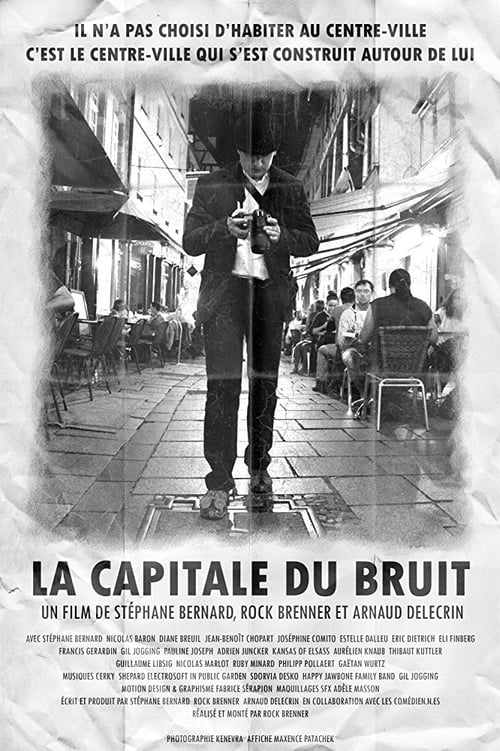 IL N'A PAS CHOISI D'HABITER AU CENTRE-VILLE
C'EST LE CENTRE-VILLE QUI S'EST CONSTRUIT AUTOUR DE LUI
LA CAPITALE DU BRUIT
UN FILM DE STÉPHANE BERNARD, ROCK BRENNER ET ARNAUD DELECRIN
AVEC STÉPHANE BERNARD NICOLAS BARON DIANE BREUIL JEAN-BENOÎT CHOPART JOSÉPHINE COMITO ESTELLE DALLEU ERIC DIETRICH ELI FINBERG
FRANCIS GERARDIN GIL JOGGING PAULINE JOSEPH ADRIEN JUNCKER KANSAS OF ELSASS AURÉLIEN KNAUB THIBAUT KUTTLER
GUILLAUME LIBSIG NICOLAS MARLOT RUBY MINARD PHILIPP POLLAERT GAËTAN WURTZ
MUSIQUES CERKY SHEPARD ELECTROSOFT IN PUBLIC GARDEN SDORVIA DESKO HAPPY JAWBONE FAMILY BAND GIL JOGGING
MOTION DESIGN & GRAPHISME FABRICE SÉRAPION MAQUILLAGES SFX ADÈLE MASSON
ÉCRIT ET PRODUIT PAR STÉPHANE BERNARD ROCK BRENNER ARNAUD DELECRIN EN COLLABORATION AVEC LES COMÉDIEN.N.ES
RÉALISÉ ET MONTÉ PAR ROCK BRENNER
PHOTOGRAPHIE KENEVRA AFFICHE MAXENCE PATACHEK